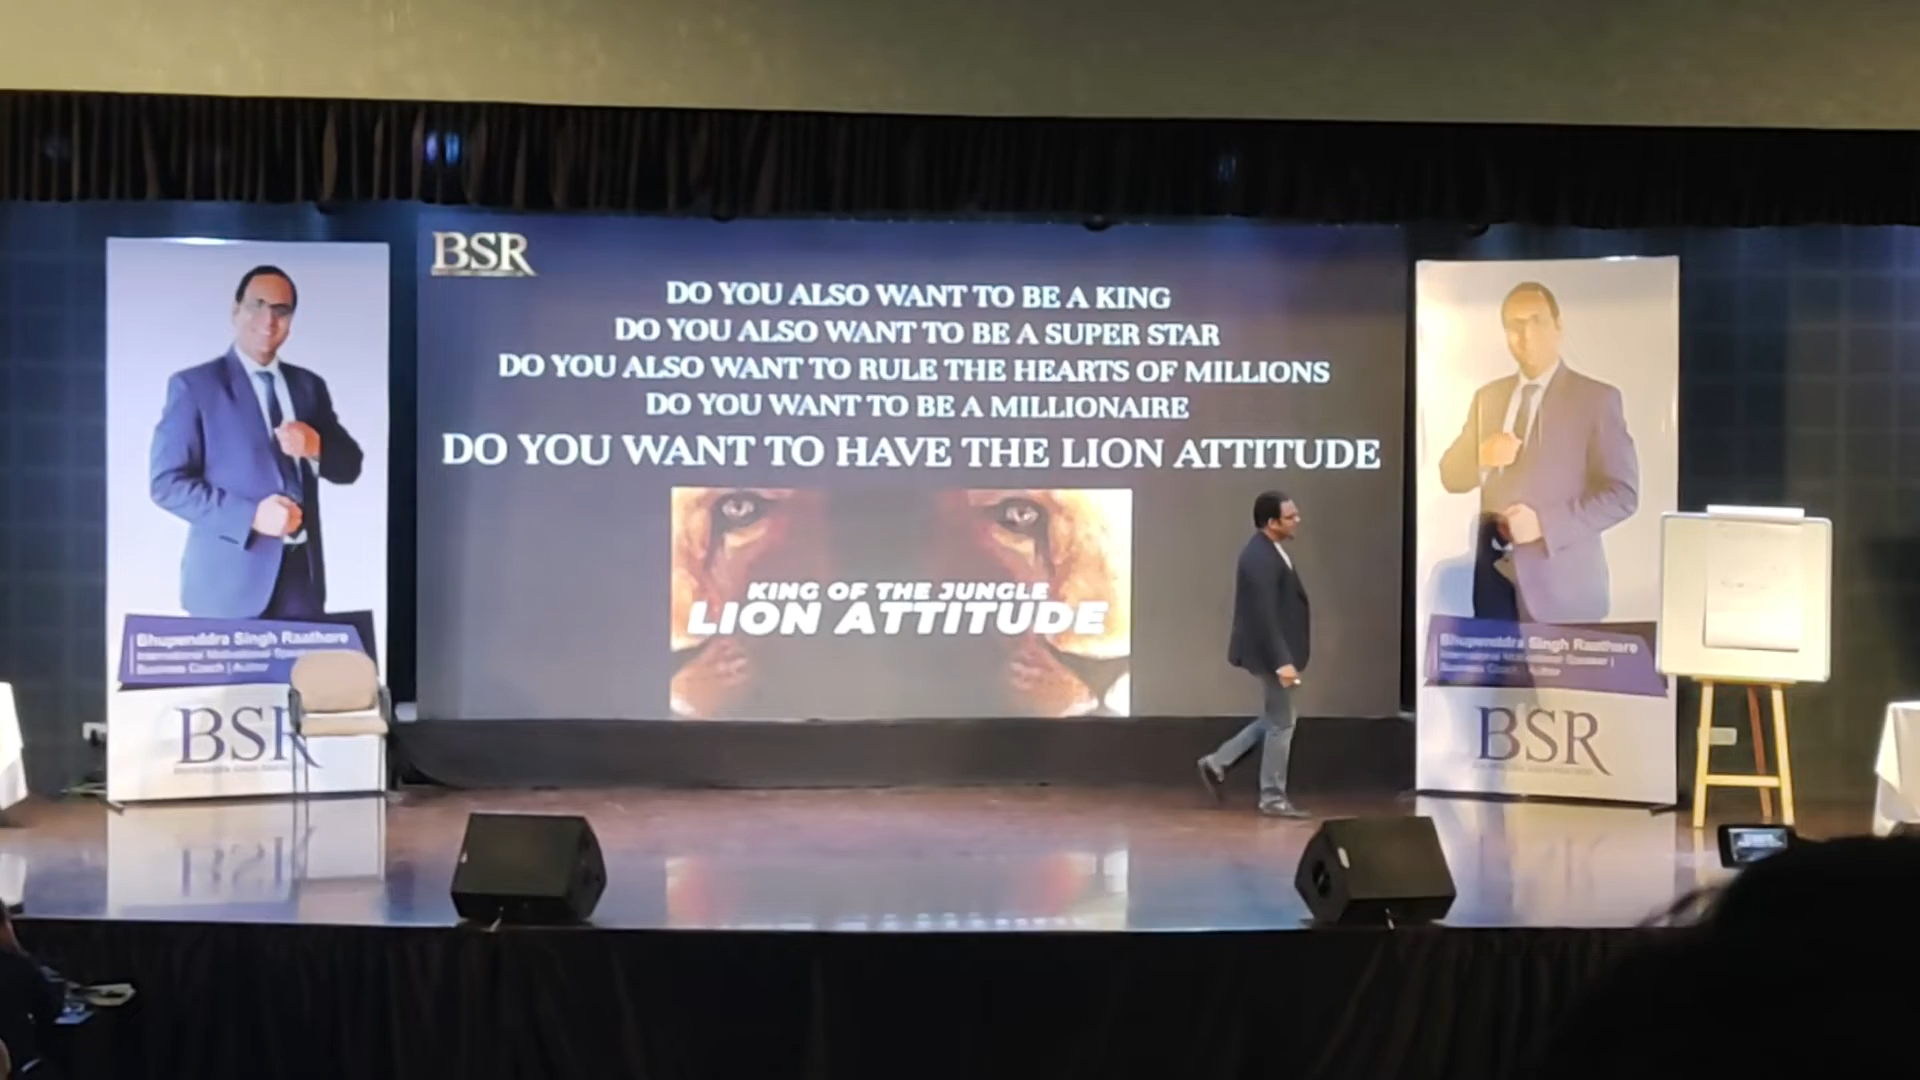 BSR
DO YOU ALSO WANT TO BE A KING
DO YOU ALSO WANT TO BE A SUPER STAR
DO YOU ALSO WANT TO RULE THE HEARTS OF MILLIONS
DO YOU WANT TO BE A MILLIONAIRE
DO YOU WANT TO HAVE THE LION ATTITUDE
KING OF THE JUNGLE
LION ATTITUDE
Bhupenddra Singh Raathore
International Motivational
Business Coach | Author
BSR
Bhupenddra Singh Raathore
International Motivational Speaker |
Business Coach | Author
BSR